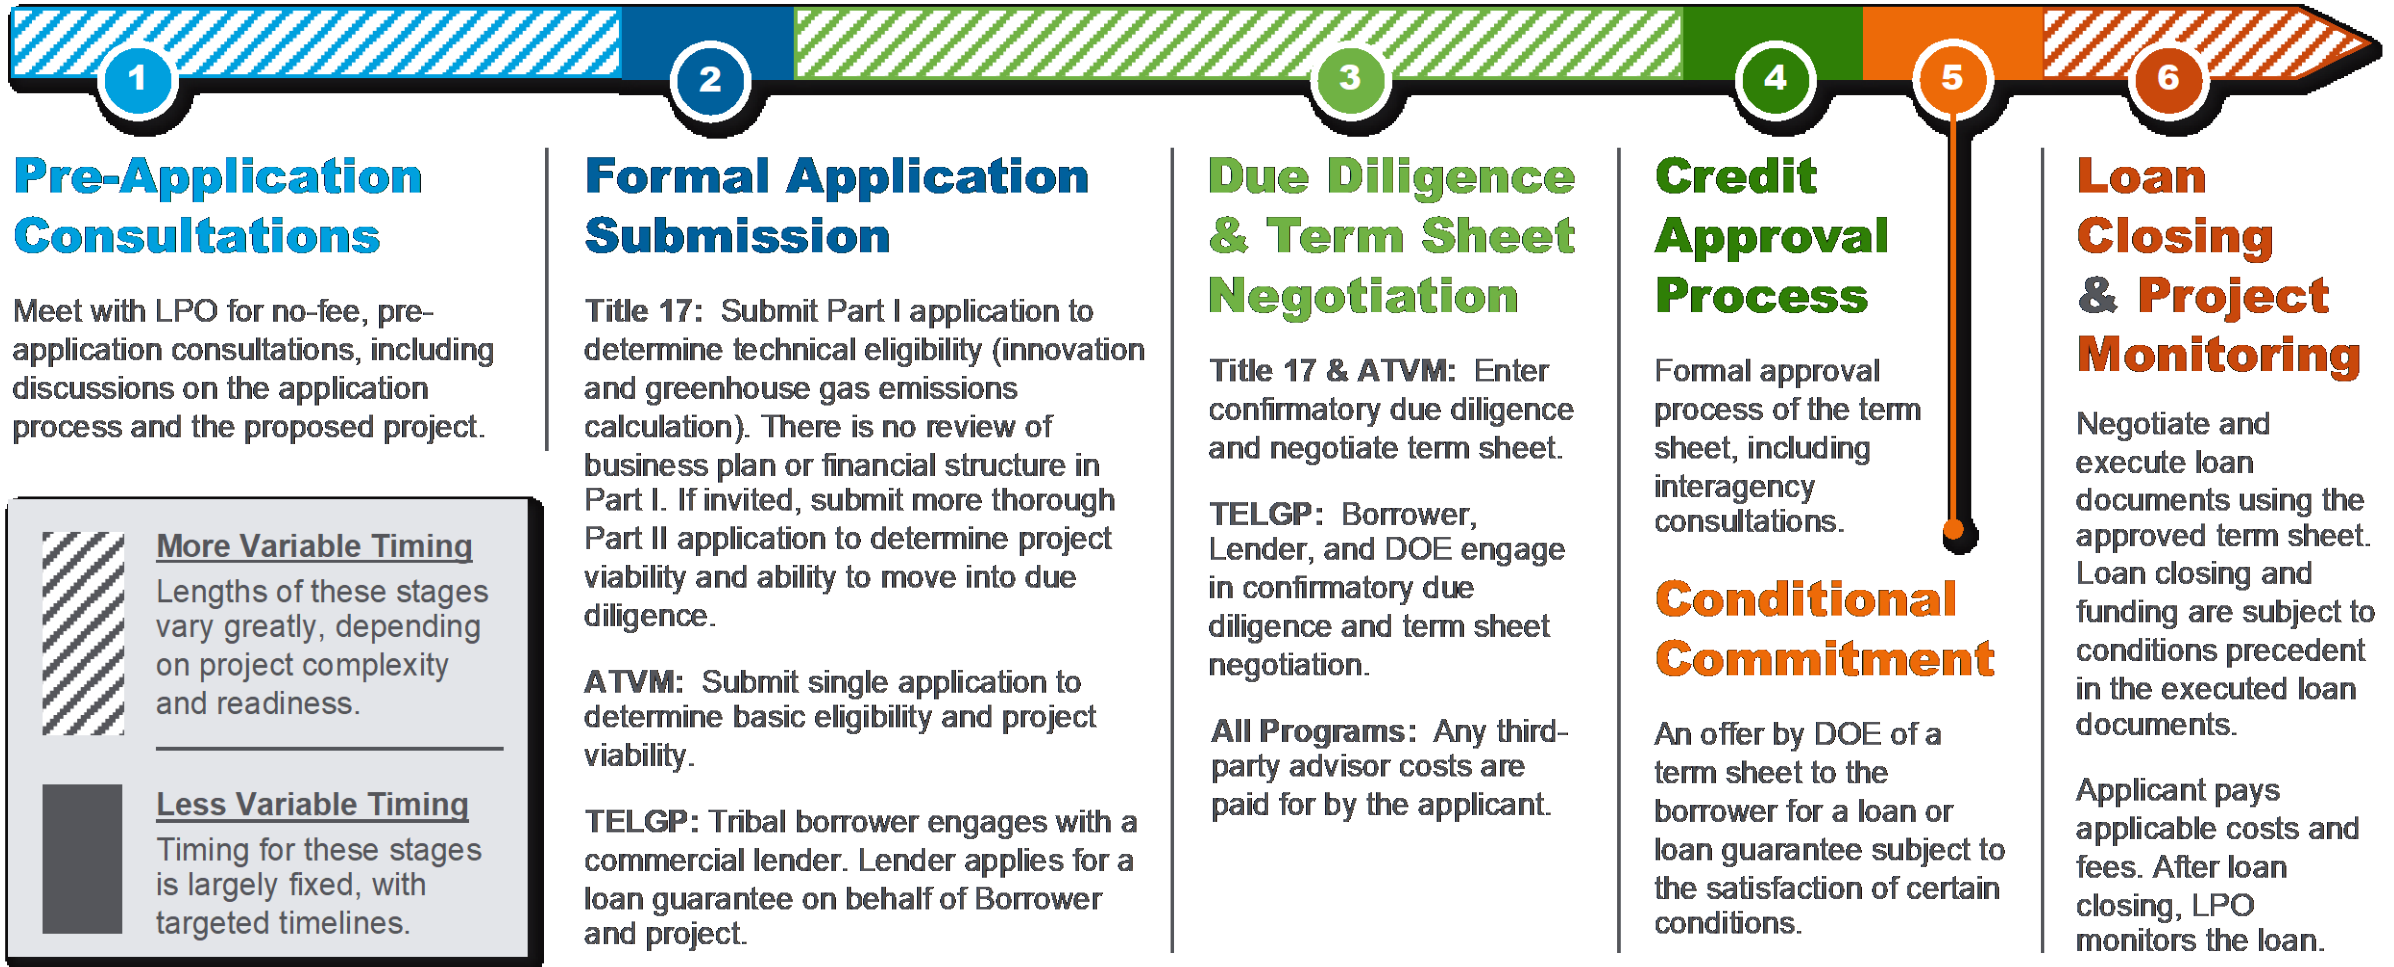 1
2
3
4
5
6
Pre-Application
Consultations
Meet with LPO for no-fee, pre-
application consultations, including
discussions on the application
process and the proposed project.
More Variable Timing
Lengths of these stages
vary greatly, depending
on project complexity
and readiness.
Less Variable Timing
Timing for these stages
is largely fixed, with
targeted timelines.
Formal Application
Submission
Title 17: Submit Part I application to
determine technical eligibility (innovation
and greenhouse gas emissions
calculation). There is no review of
business plan or financial structure in
Part I. If invited, submit more thorough
Part II application to determine project
viability and ability to move into due
diligence.
ATVM: Submit single application to
determine basic eligibility and project
viability.
TELGP: Tribal borrower engages with a
commercial lender. Lender applies for a
loan guarantee on behalf of Borrower
and project.
Due Diligence
& Term Sheet
Negotiation
Title 17 & ATVM: Enter
confirmatory due diligence
and negotiate term sheet.
TELGP: Borrower,
Lender, and DOE engage
in confirmatory due
diligence and term sheet
negotiation.
All Programs: Any third-
party advisor costs are
paid for by the applicant.
Credit
Approval
Process
Formal approval
process of the term
sheet, including
interagency
consultations.
Conditional
Commitment
An offer by DOE of a
term sheet to the
borrower for a loan or
loan guarantee subject to
the satisfaction of certain
conditions.
Loan
Closing
& Project
Monitoring
Negotiate and
execute loan
documents using the
approved term sheet.
Loan closing and
funding are subject to
conditions precedent
in the executed loan
documents.
Applicant pays
applicable costs and
fees. After loan
closing, LPO
monitors the loan.